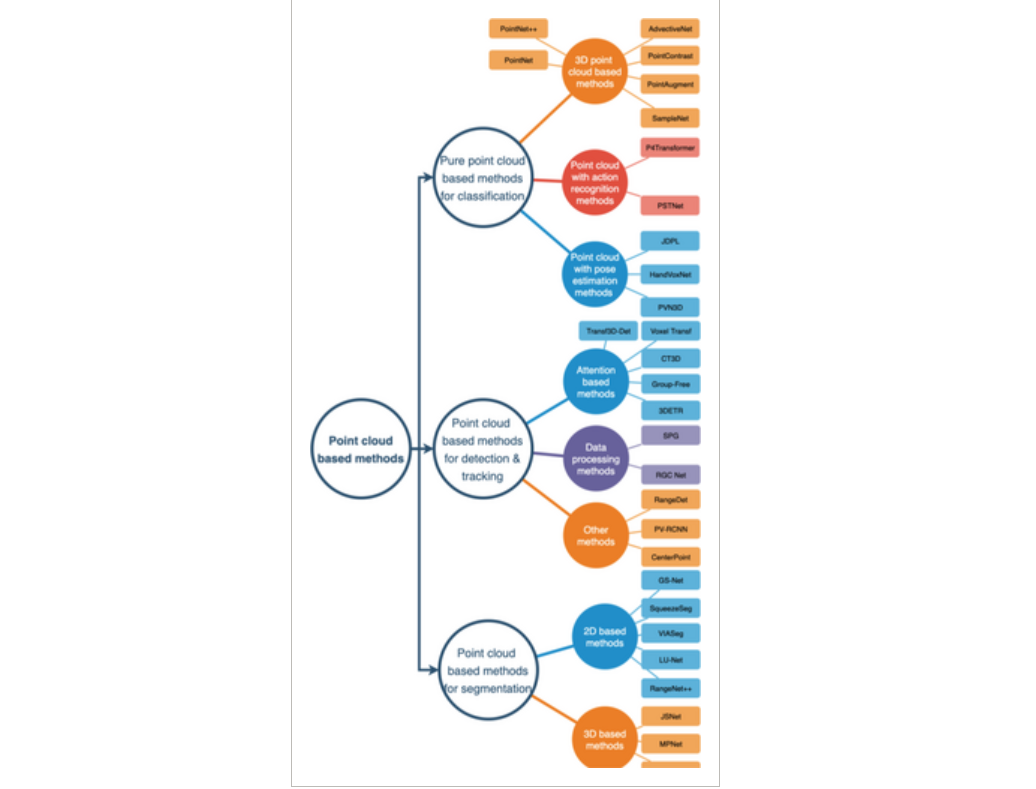 PointNet++
AdvectiveNet
PointNet
3D point
cloud based
methods
PointContrast
PointAugment
SampleNet
Pure point cloud
based methods
for classification
P4Transformer
Point cloud
with action
recognition
methods
PSTNet
JDPL
Point cloud
with pose
estimation
methods
HandVoxNet
PVN3D
Transf3D-Det
Voxel Transf
CT3D
Attention
based
methods
Group-Free
3DETR
Point cloud
based methods
Point cloud
based methods
for detection &
tracking
SPG
Data
processing
methods
RGC Net
RangeDet
Other
methods
PV-RCNN
CenterPoint
GS-Net
SqueezeSeg
2D based
methods
VIASeg
LU-Net
RangeNet++
Point cloud
based methods
for segmentation
JSNet
3D based
methods
MPNet